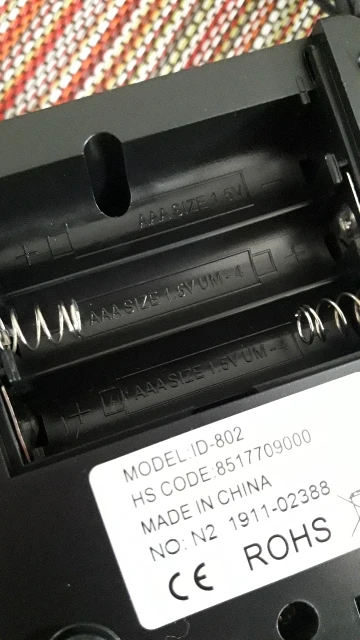 AAA SIZE 1.5V
AAA SIZE 1.5V UM-4
AAA SIZE 1.5V UM-4
MODEL:ID-802
HS CODE:8517709000
MADE IN CHINA
NO: N2 1911-02388
CE ROHS